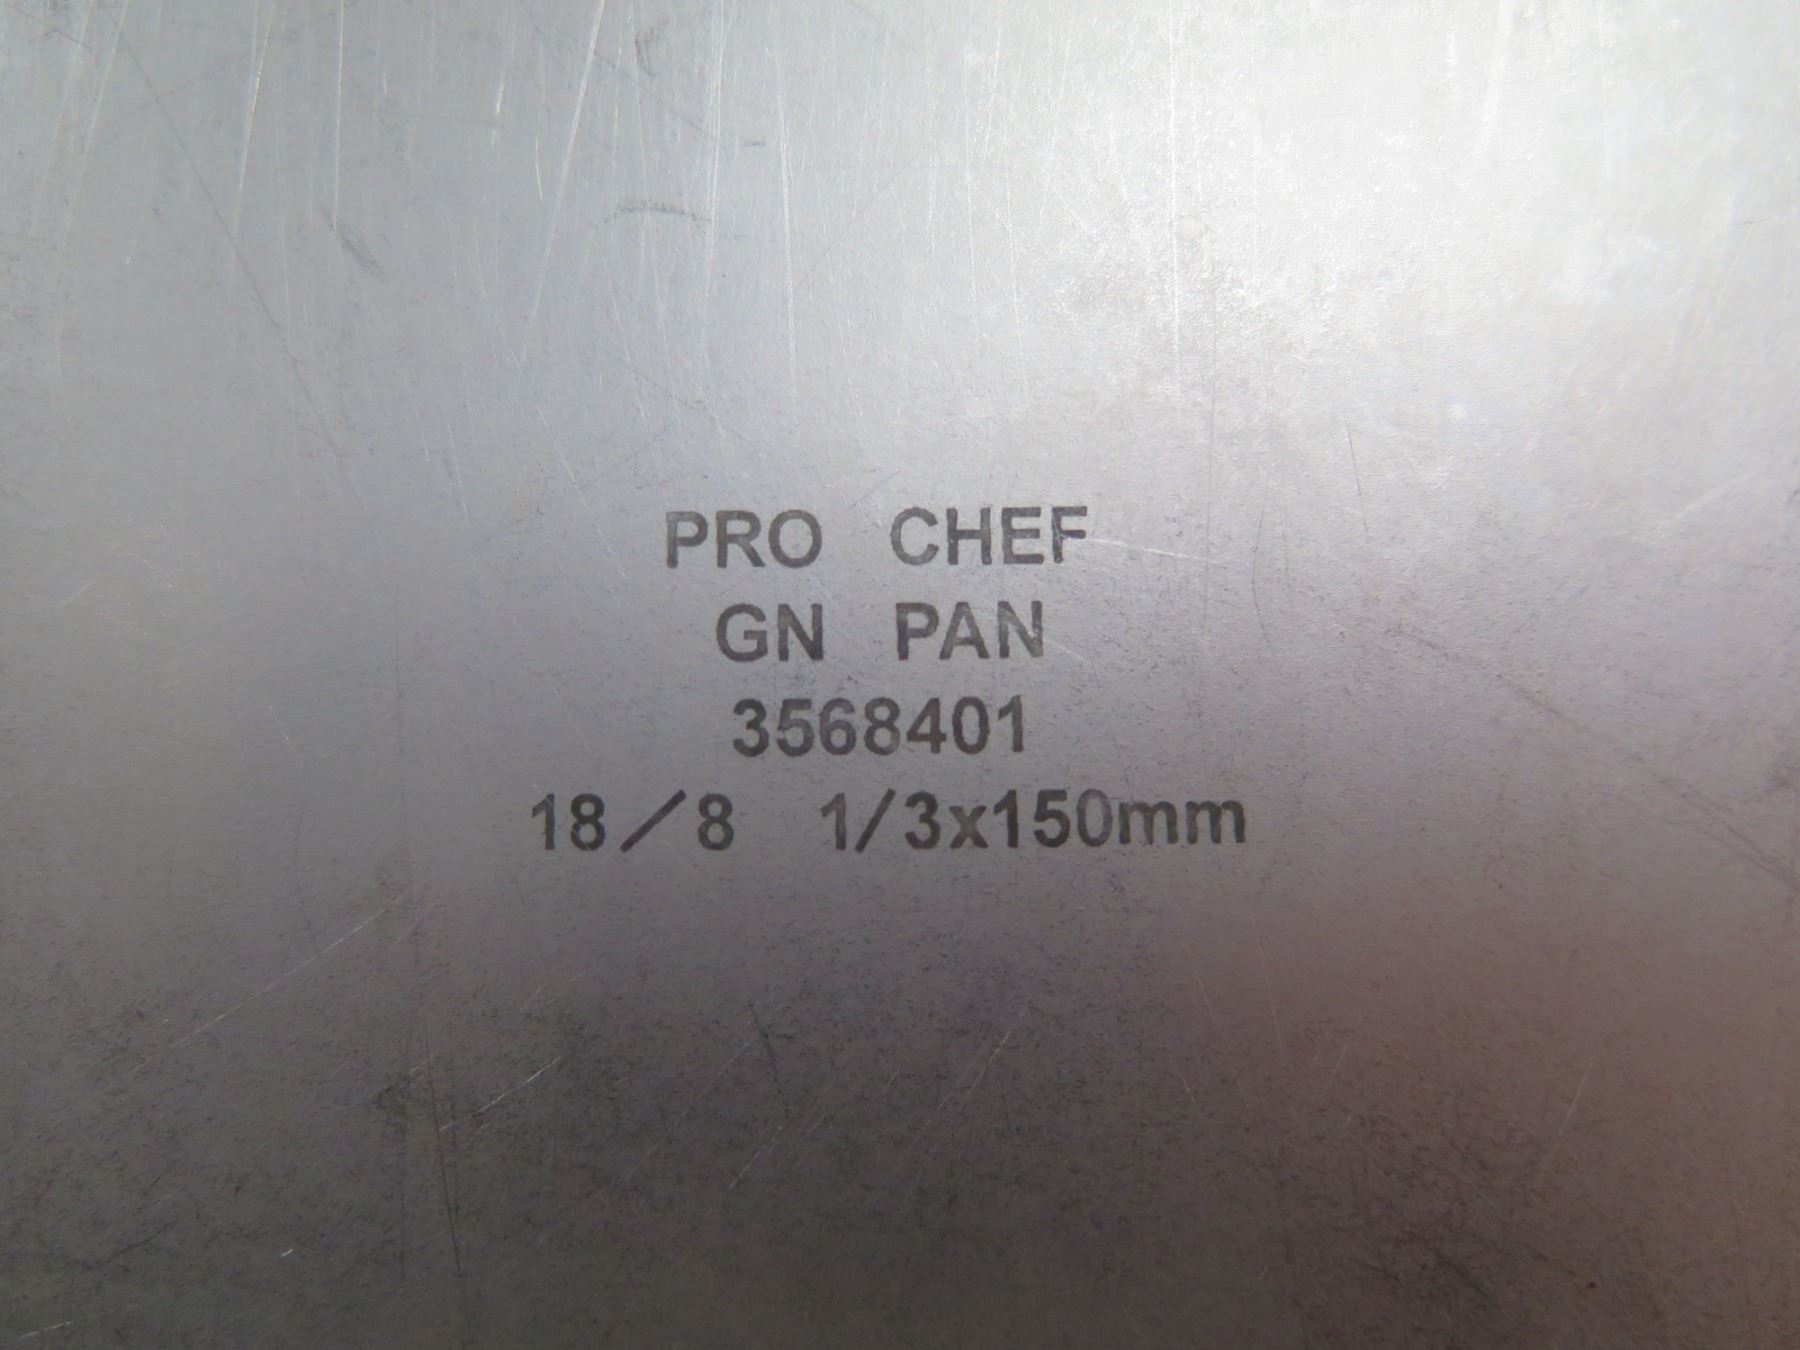 PRO CHEF
GN PAN
3568401
18/8 1/3x150mm